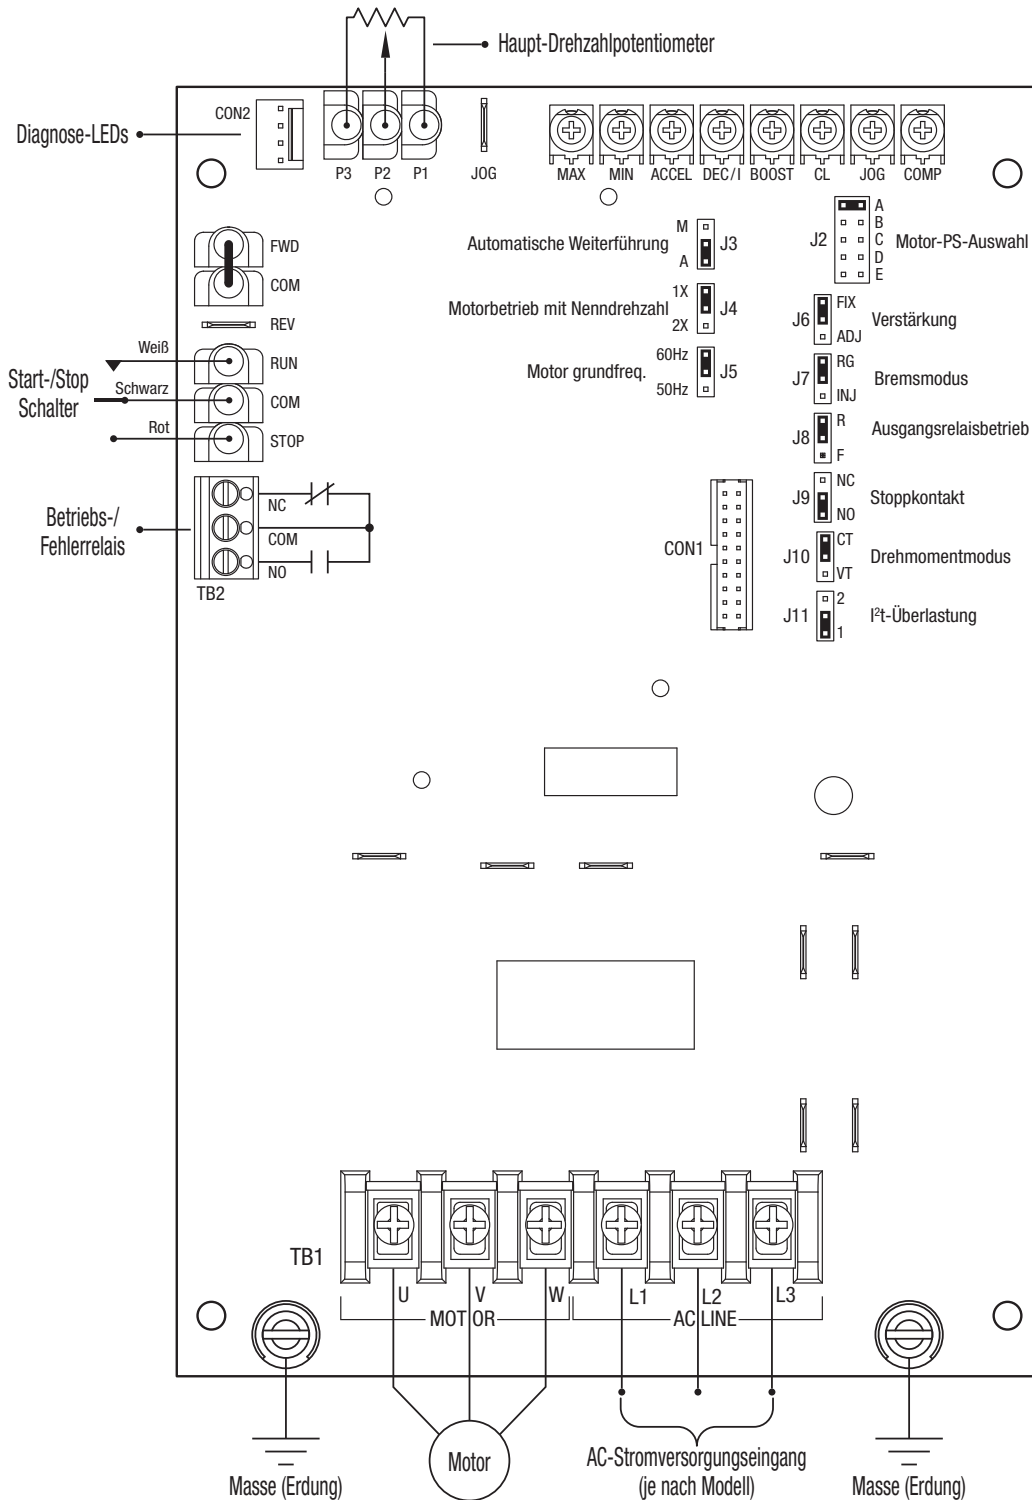 Haupt-Drehzahlpotentiometer
Diagnose-LEDs
CON2
P3 P2 P1 JOG
MAX MIN ACCEL DEC/I BOOST CL JOG COMP
FWD
COM
REV
Weiß
RUN
Start-/Stop
Schalter
Schwarz
COM
Rot
STOP
Automatische Weiterführung
M
A
J3
Motorbetrieb mit Nenndrehzahl
1X
2X
J4
Motor grundfreq.
60Hz
50Hz
J5
J2
A
B
C
D
E
Motor-PS-Auswahl
J6
FIX
ADJ
Verstärkung
J7
RG
INJ
Bremsmodus
J8
R
F
Ausgangsrelaisbetrieb
J9
NC
NO
Stoppkontakt
J10
CT
VT
Drehmomentmodus
J11
2
1
I²t-Überlastung
Betriebs-/
Fehlerrelais
NC
COM
NO
TB2
CON1
TB1
U V W L1 L2 L3
MOTOR AC LINE
Masse (Erdung)
Motor
AC-Stromversorgungseingang
(je nach Modell)
Masse (Erdung)